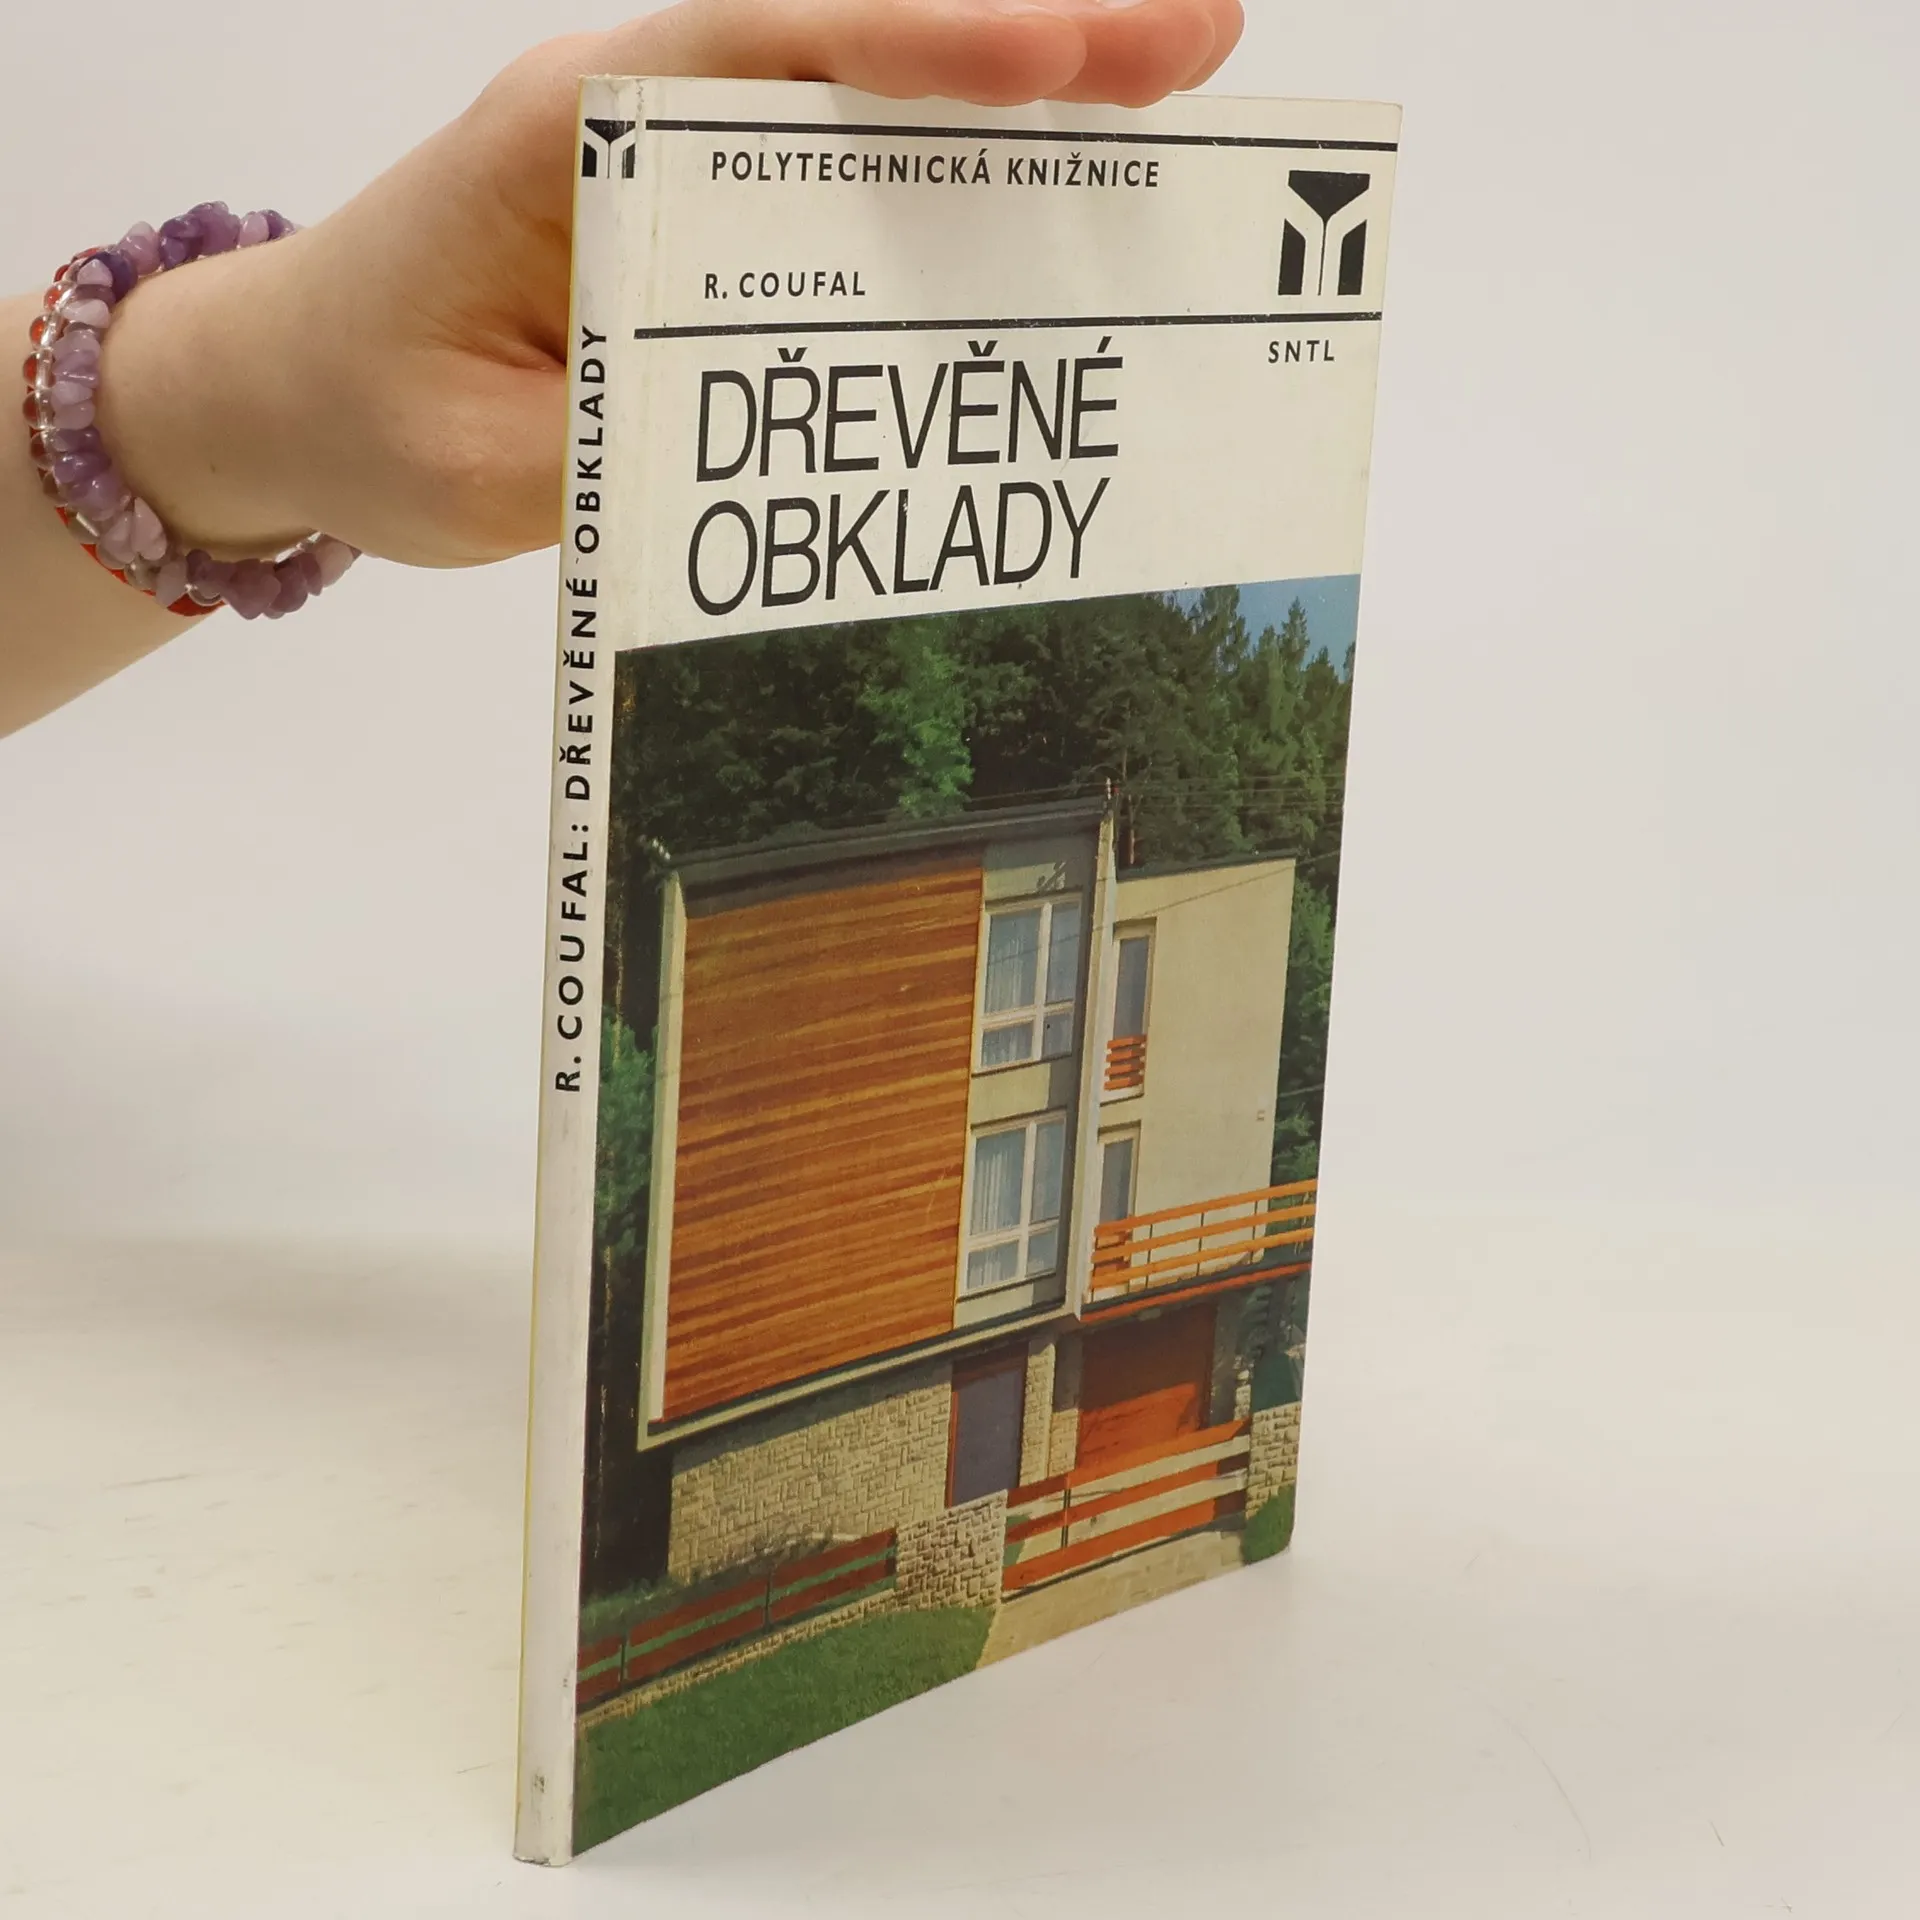 POLYTECHNICKÁ KNIŽNICE
R. COUFAL
SNTL
DŘEVĚNÉ
OBKLADY
R. COUFAL: DŘEVĚNÉ OBKLADY